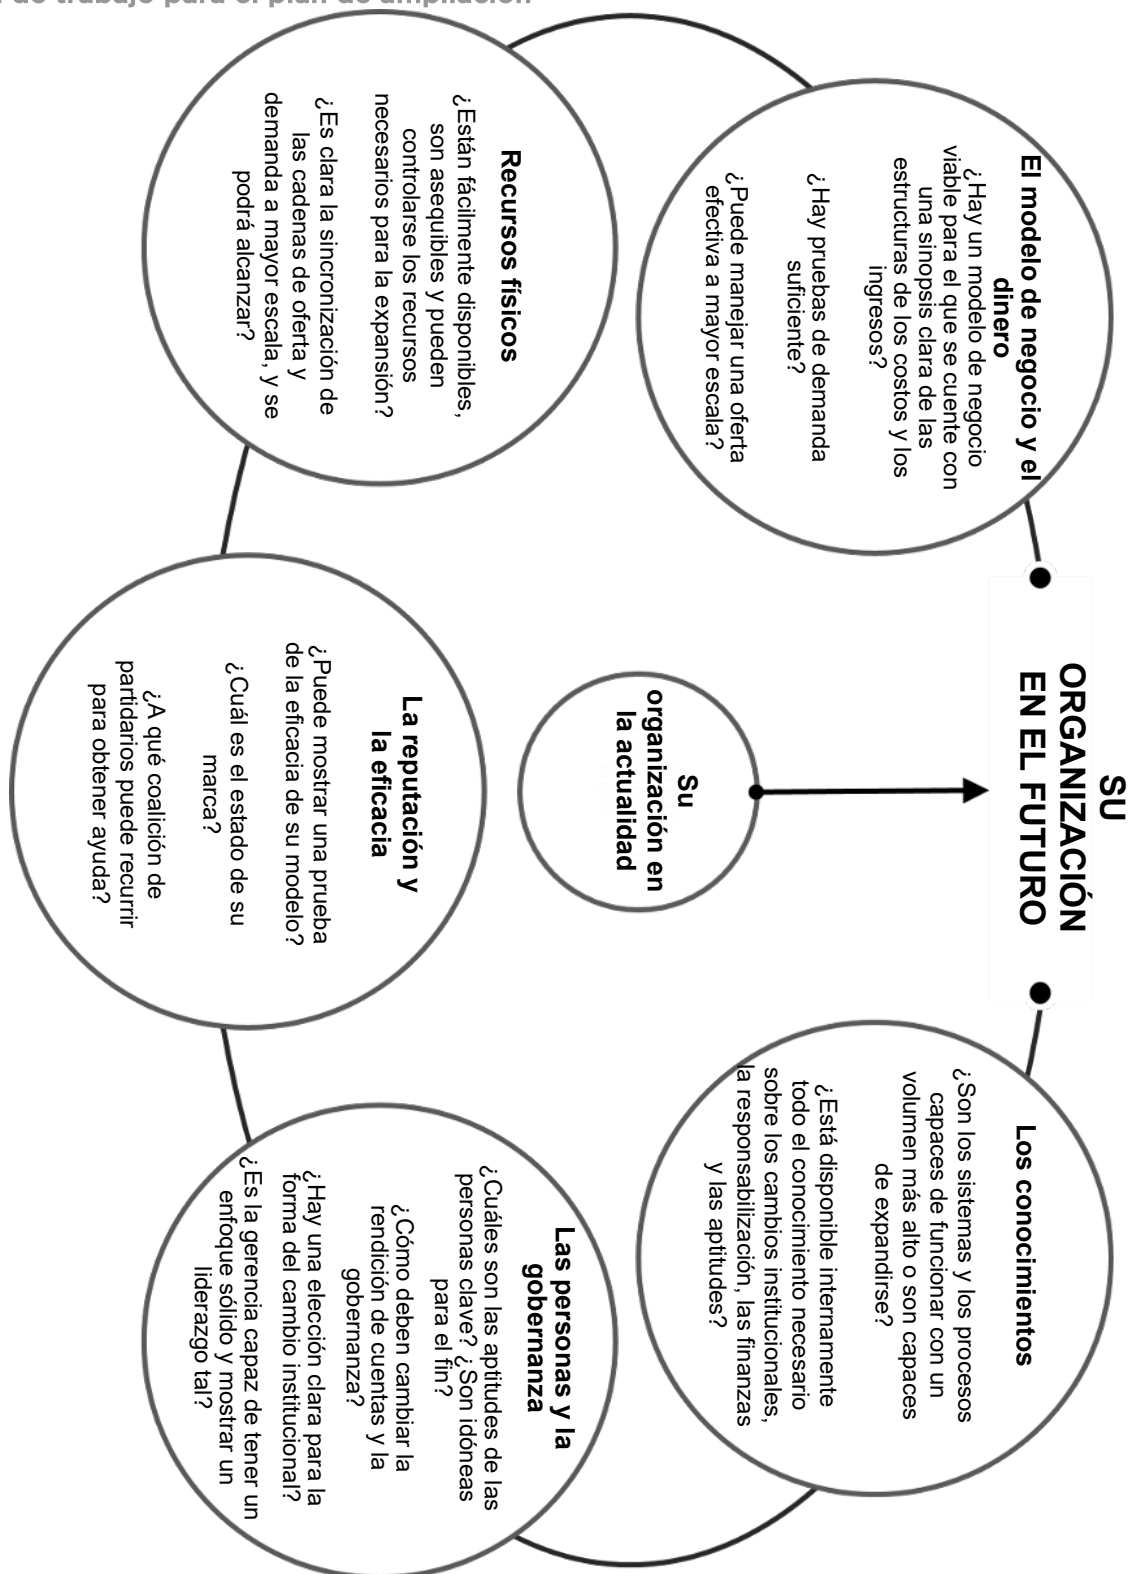 de trabajo para el plan de ampliación
SU
ORGANIZACIÓN
EN EL FUTURO
El modelo de negocio y el
dinero
¿Hay un modelo de negocio
viable para el que se cuente con
una sinopsis clara de las
estructuras de los costos y los
ingresos?
¿Hay pruebas de demanda
suficiente?
¿Puede manejar una oferta
efectiva a mayor escala?
Los conocimientos
¿Son los sistemas y los procesos
capaces de funcionar con un
volumen más alto o son capaces
de expandirse?
¿Está disponible internamente
todo el conocimiento necesario
sobre los cambios institucionales,
la responsabilización, las finanzas
y las aptitudes?
Su
organización en
la actualidad
Recursos físicos
¿Están fácilmente disponibles,
son asequibles y pueden
controlarse los recursos
necesarios para la expansión?
¿Es clara la sincronización de
las cadenas de oferta y
demanda a mayor escala, y se
podrá alcanzar?
La reputación y
la eficacia
¿Puede mostrar una prueba
de la eficacia de su modelo?
¿Cuál es el estado de su
marca?
¿A qué coalición de
partidarios puede recurrir
para obtener ayuda?
Las personas y la
gobernanza
¿Cuáles son las aptitudes de las
personas clave? ¿Son idóneas
para el fin?
¿Cómo deben cambiar la
rendición de cuentas y la
gobernanza?
¿Hay una elección clara para la
forma del cambio institucional?
¿Es la gerencia capaz de tener un
enfoque sólido y mostrar un
liderazgo tal?